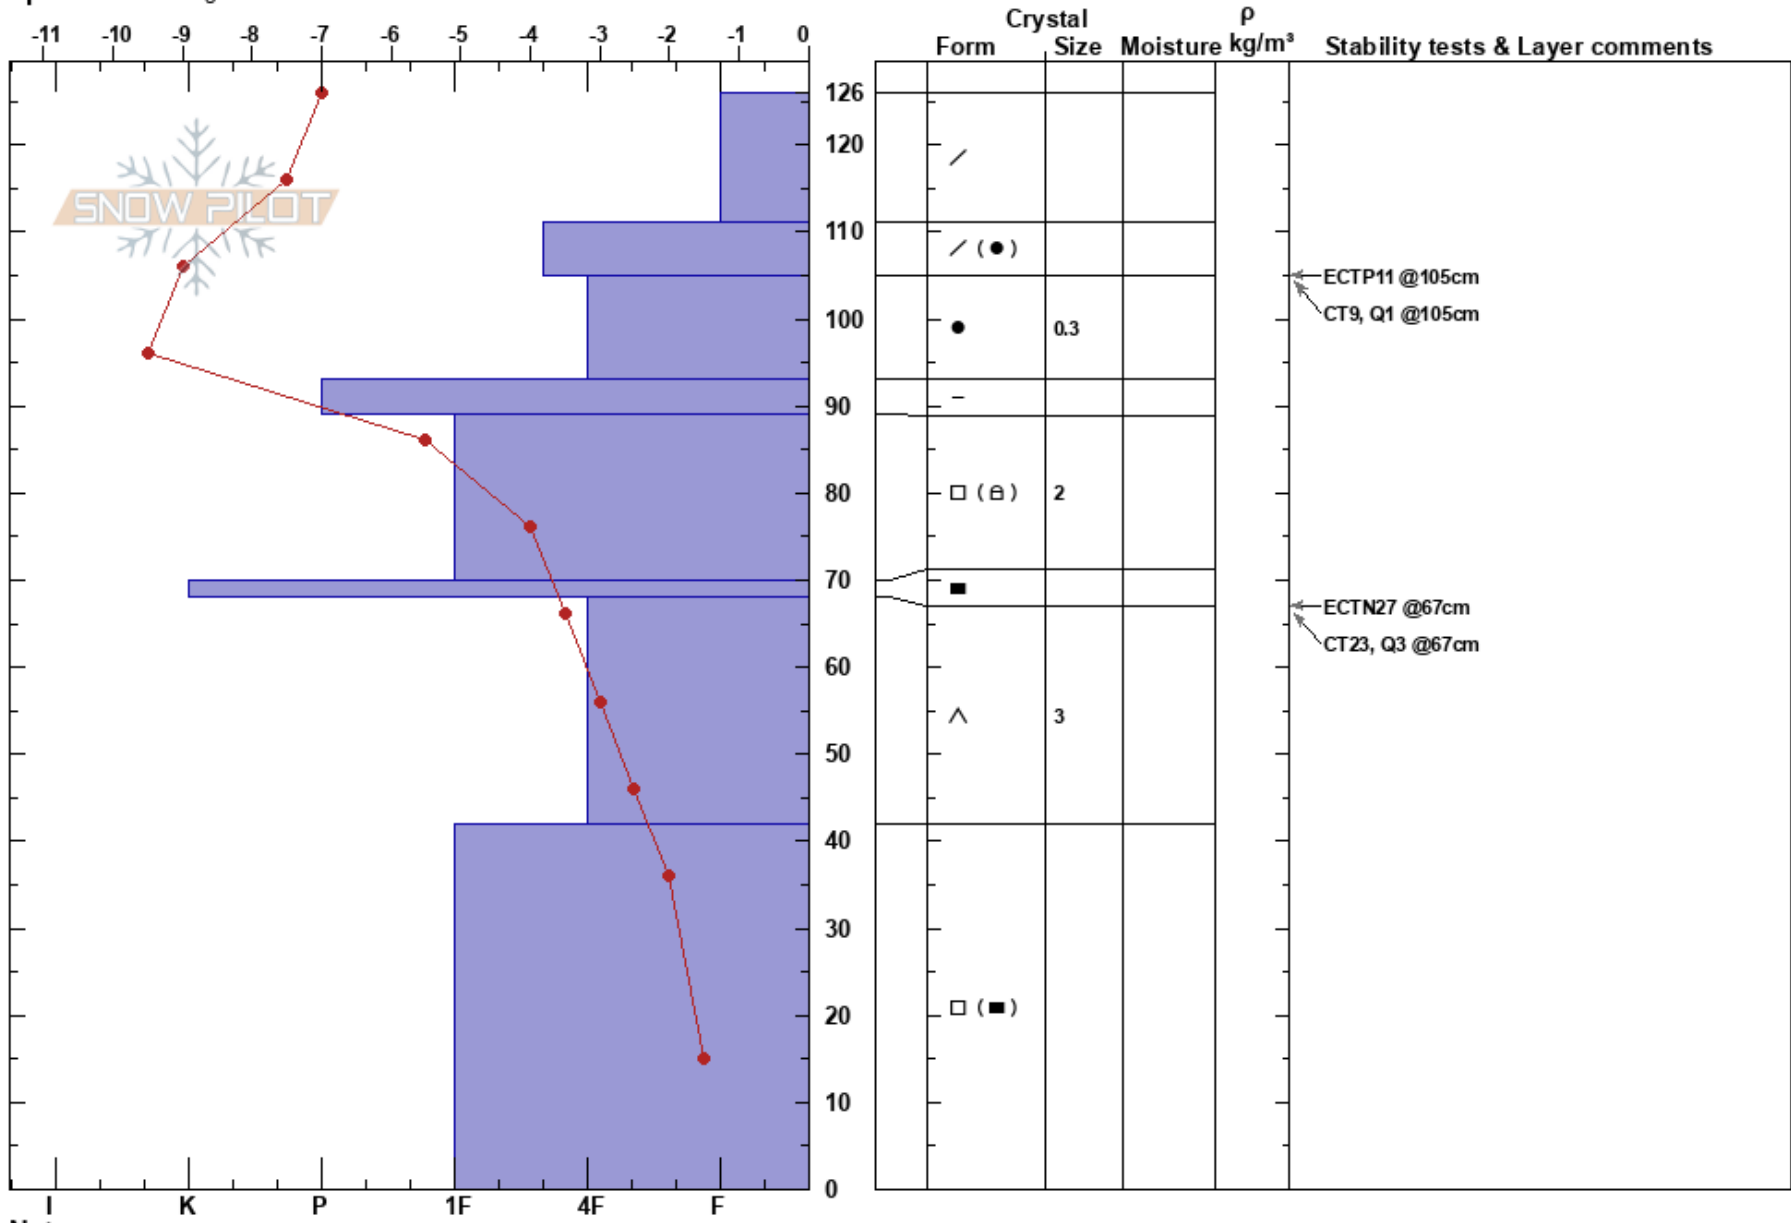 Crystal ρ
-11 -10 -9 -8 -7 -6 -5 -4 -3 -2 -1 0 Form Size Moisture kg/m³ Stability tests & Layer comments
126
120
SNOW PILOT
110
ECTP11 @105cm
CT9, Q1 @105cm
100 0.3
90
80 2
70
ECTN27 @67cm
CT23, Q3 @67cm
60
3
50
40
30
20
10
0
I K P 1F 4F F